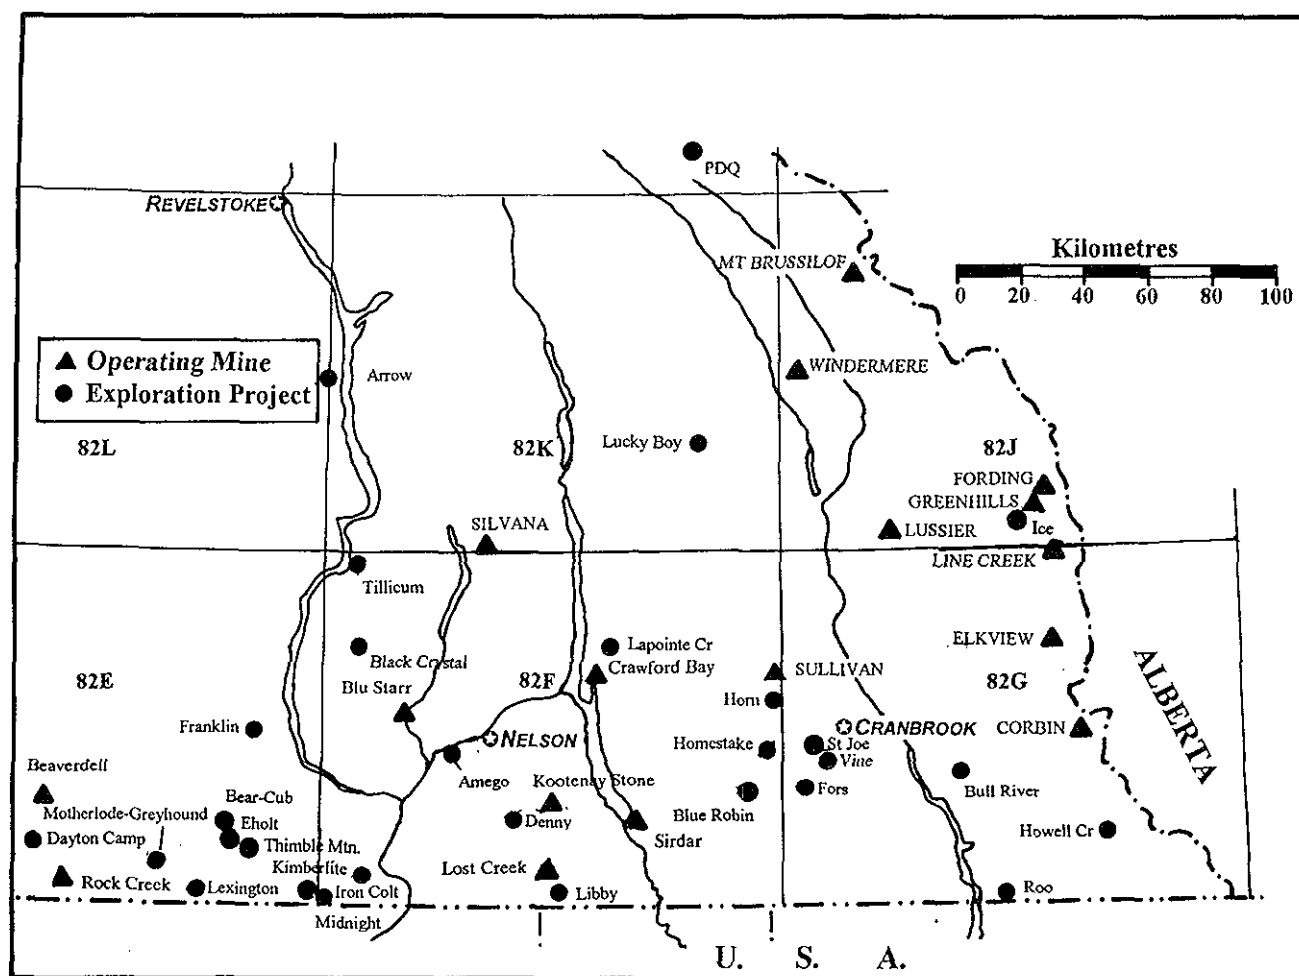 PDQ
REVELSTOKE
MT BRUSSILOF
Kilometres
0 20 40 60 80 100
Operating Mine
Exploration Project
Arrow
WINDERMERE
82L
82K
Lucky Boy
82J
FORDING
GREENHILLS
Ice
LUSSIER
SILVANA
LINE CREEK
Tillicum
Black Crystal
Lapointe Cr
ELKVIEW
ALBERTA
82E
Blu Starr
82F
Crawford Bay
SULLIVAN
82G
Horn
Franklin
NELSON
CRANBROOK
CORBIN
Homestake
St Joe
Vine
Beaverdell
Amego
Kootenay Stone
Fors
Bull River
Motherlode-Greyhound
Bear-Cub
Eholt
Denny
Blue Robin
Howell Cr
Dayton Camp
Thimble Mtn.
Sirdar
Kimberlite
Lost Creek
Rock Creek
Lexington
Iron Colt
Libby
Roo
Midnight
U. S. A.